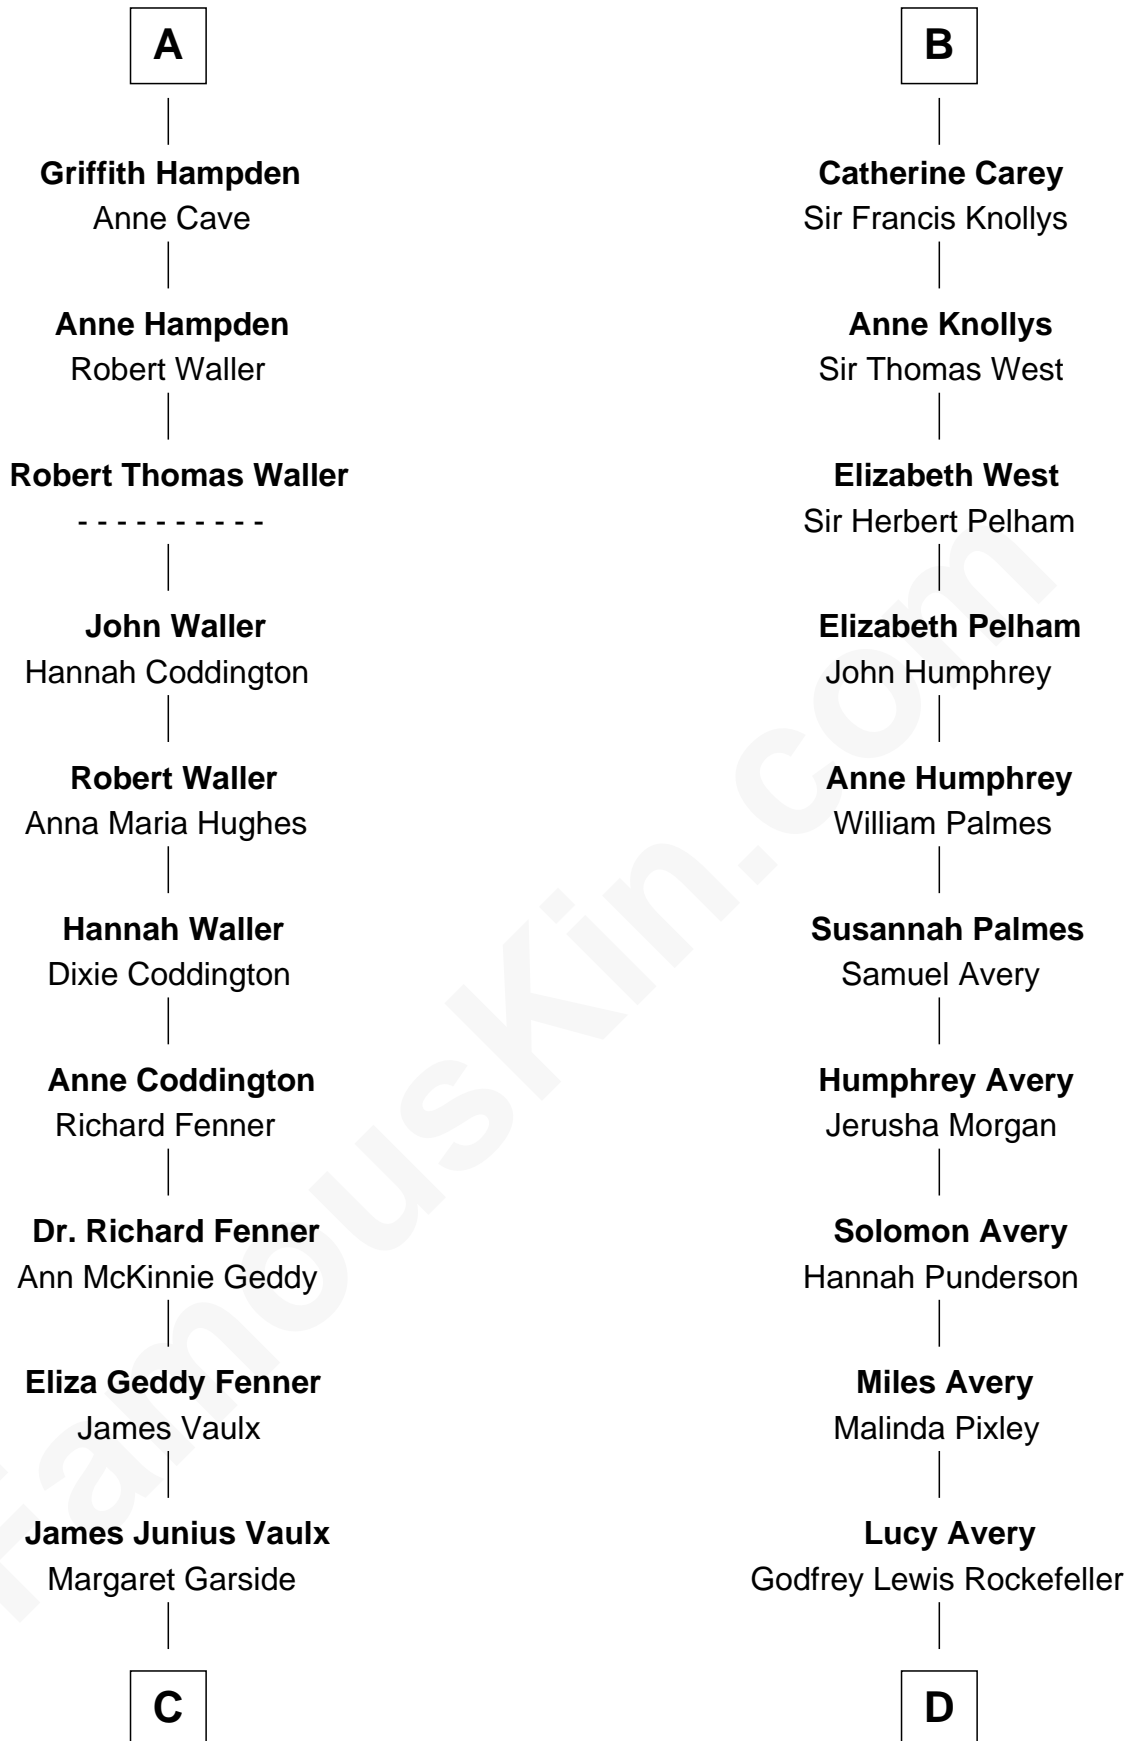 A
Griffith Hampden
Anne Cave
Anne Hampden
Robert Waller
Robert Thomas Waller
- - - - - - - - - -
John Waller
Hannah Coddington
Robert Waller
Anna Maria Hughes
Hannah Waller
Dixie Coddington
Anne Coddington
Richard Fenner
Dr. Richard Fenner
Ann McKinnie Geddy
Eliza Geddy Fenner
James Vaulx
James Junius Vaulx
Margaret Garside
C
B
Catherine Carey
Sir Francis Knollys
Anne Knollys
Sir Thomas West
Elizabeth West
Sir Herbert Pelham
Elizabeth Pelham
John Humphrey
Anne Humphrey
William Palmes
Susannah Palmes
Samuel Avery
Humphrey Avery
Jerusha Morgan
Solomon Avery
Hannah Punderson
Miles Avery
Malinda Pixley
Lucy Avery
Godfrey Lewis Rockefeller
D
FamousKin.com